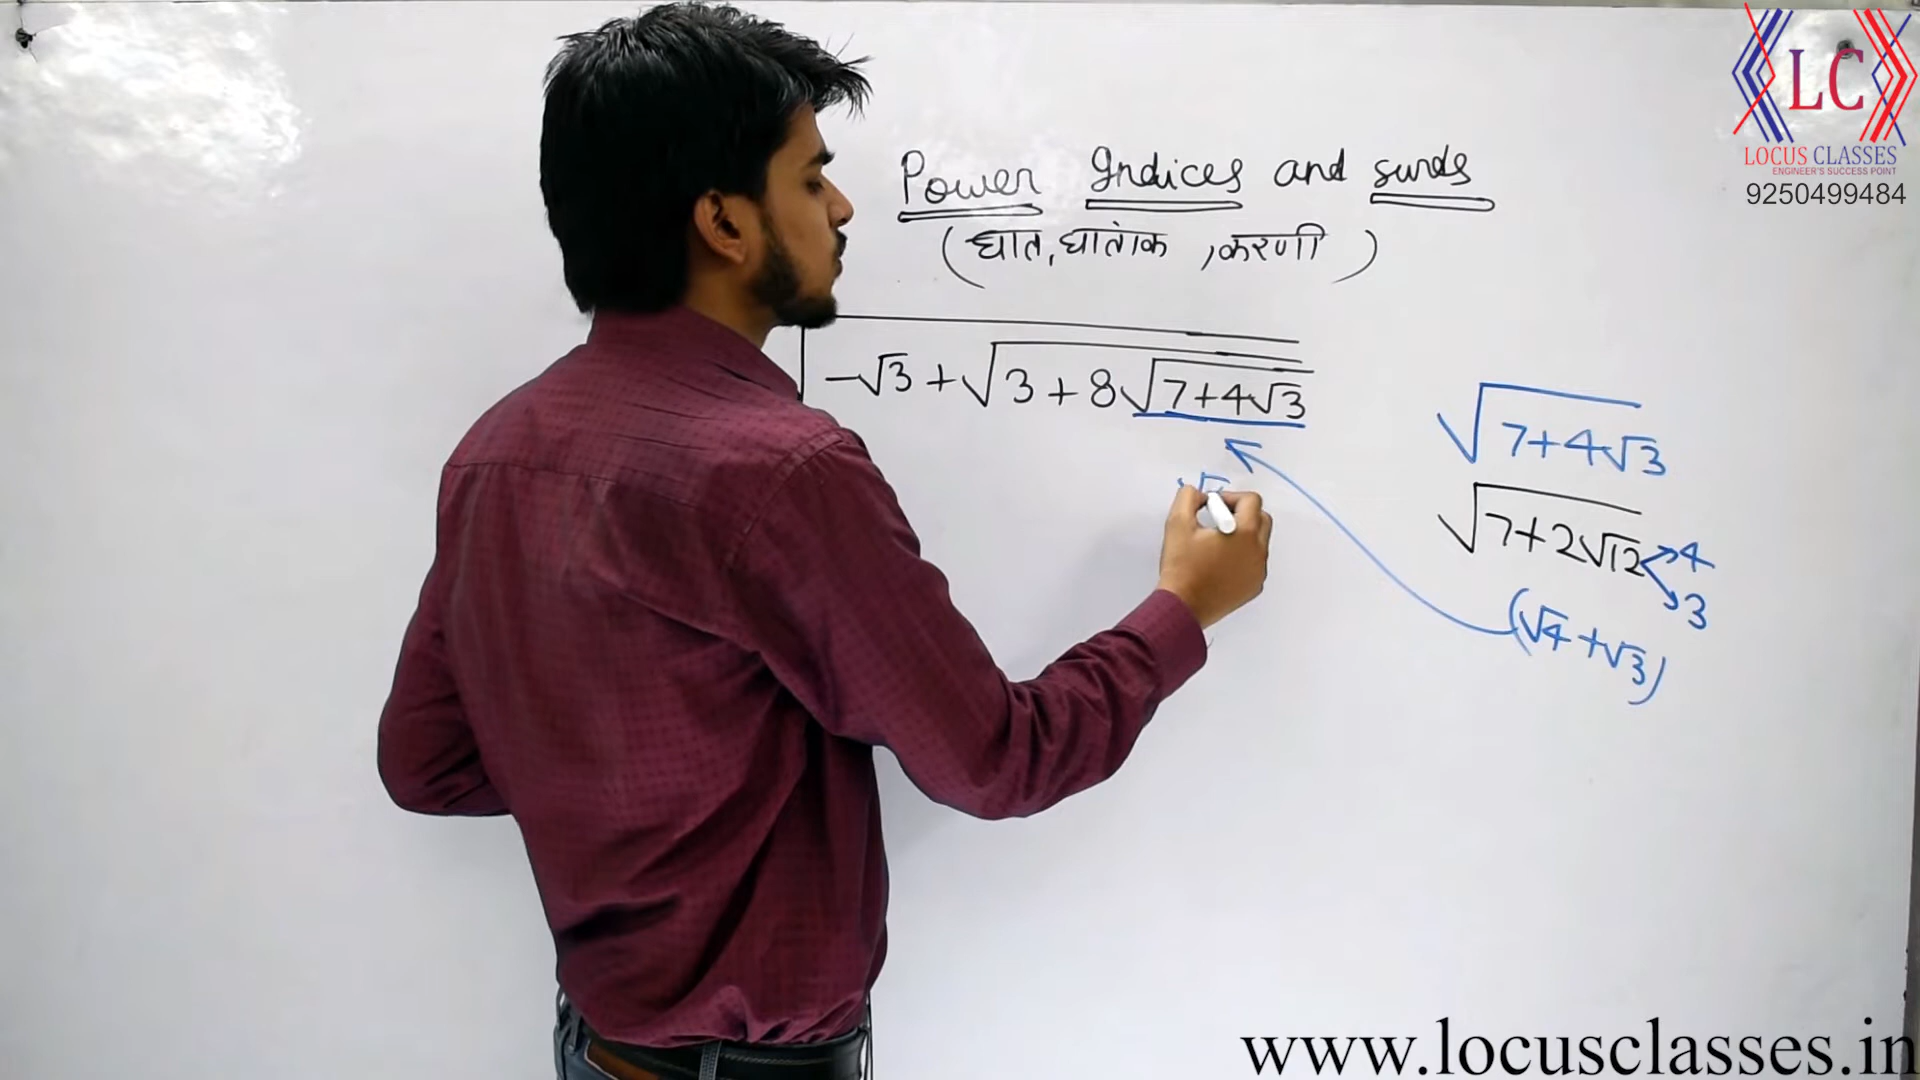 LC
LOCUS CLASSES
ENGINEER'S SUCCESS POINT
9250499484
Power Indices and surds
(घात, घातांक, करणी)
√(-√3+√(3+8√(7+4√3)))
√(7+4√3)
√(7+2√12) 4
3
(√4+√3)
www.locusclasses.in